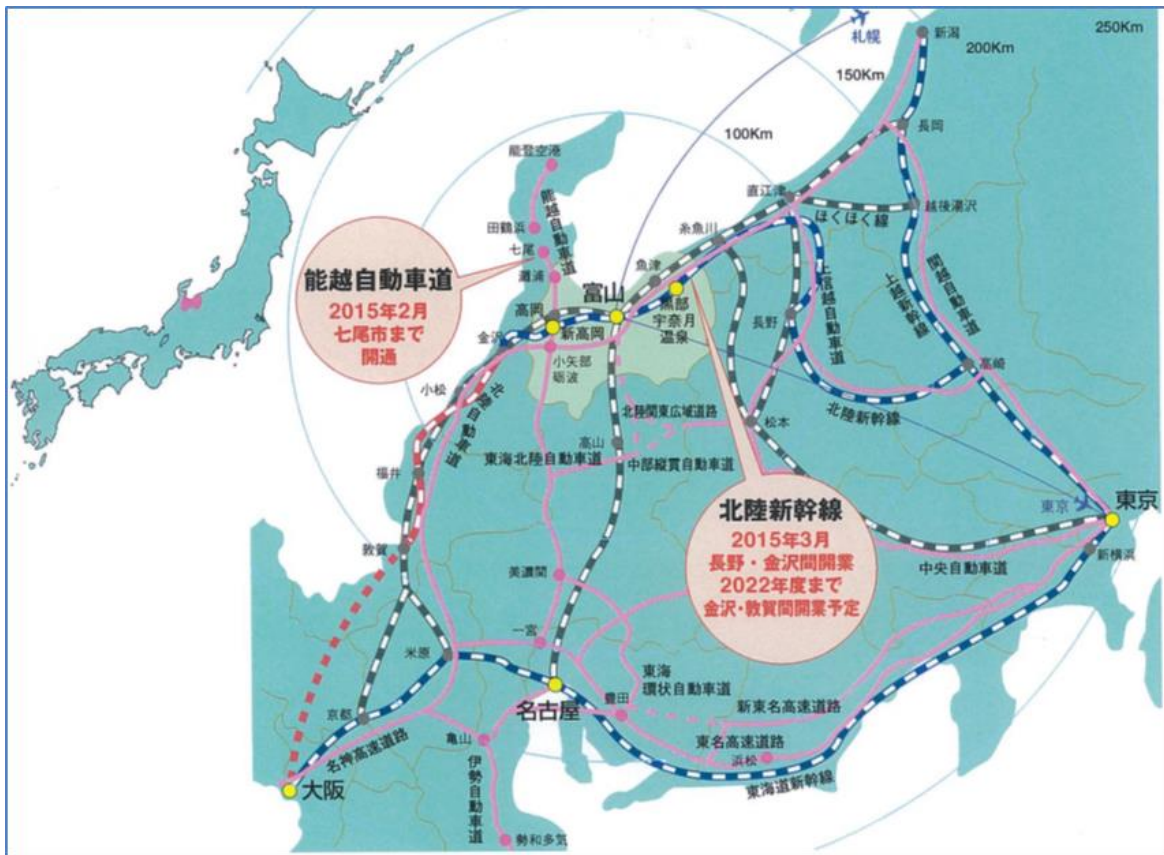 札幌
新潟
250Km
200Km
150Km
100Km
長岡
能登空港
能越自動車道
田鶴浜
七尾
灘浦
直江津
ほくほく線
越後湯沢
糸魚川
魚津
能越自動車道
2015年2月
七尾市まで
開通
富山
高岡
新高岡
黒部
宇奈月
温泉
金沢
小矢部
砺波
長野
上信越自動車道
上越新幹線
関越自動車道
高崎
小松
北陸自動車道
北陸関東広域道路
松本
北陸新幹線
高山
東海北陸自動車道
中部縦貫自動車道
福井
北陸新幹線
2015年3月
長野・金沢間開業
2022年度まで
金沢・敦賀間開業予定
東京
東京
新横浜
中央自動車道
敦賀
美濃関
一宮
米原
東海
環状自動車道
名古屋
豊田
新東名高速道路
京都
名神高速道路
亀山
東名高速道路
浜松
東海道新幹線
大阪
伊勢自動車道
勢和多気